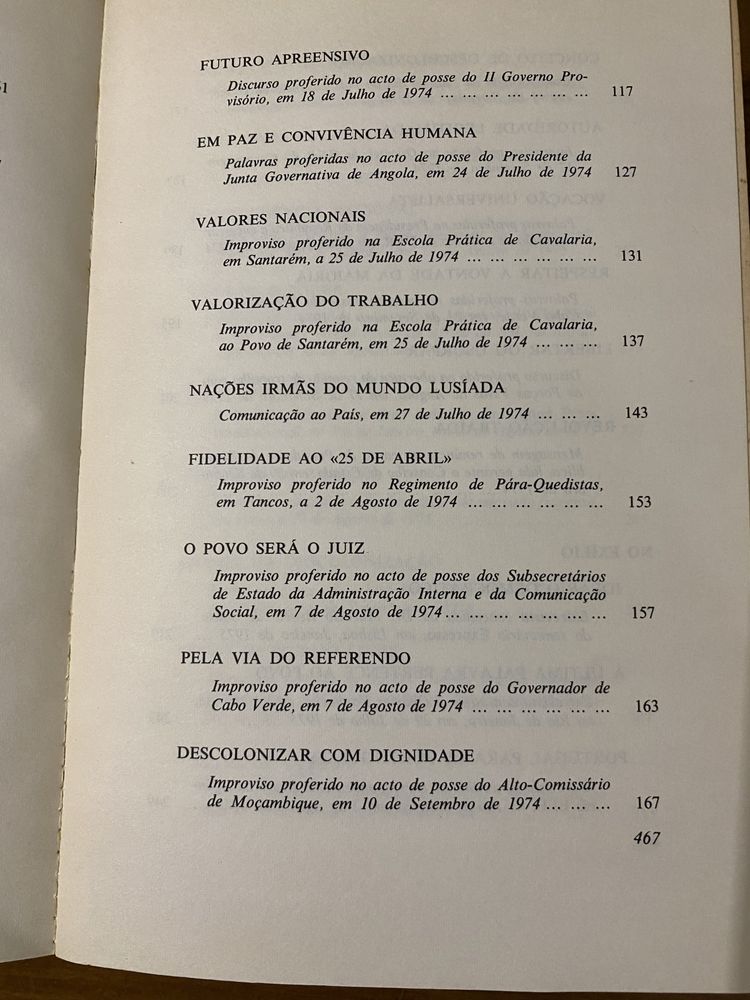 FUTURO APREENSIVO
Discurso proferido no acto de posse do II Governo Pro-
visório, em 18 de Julho de 1974 ... ... ... ... ... ... ... 117
EM PAZ E CONVIVÊNCIA HUMANA
Palavras proferidas no acto de posse do Presidente da
Junta Governativa de Angola, em 24 de Julho de 1974 127
VALORES NACIONAIS
Improviso proferido na Escola Prática de Cavalaria,
em Santarém, a 25 de Julho de 1974 ... ... ... ... ... ... 131
VALORIZAÇÃO DO TRABALHO
Improviso proferido na Escola Prática de Cavalaria,
ao Povo de Santarém, em 25 de Julho de 1974 ... ... ... 137
NAÇÕES IRMÃS DO MUNDO LUSÍADA
Comunicação ao País, em 27 de Julho de 1974 ... ... ... 143
FIDELIDADE AO «25 DE ABRIL»
Improviso proferido no Regimento de Pára-Quedistas,
em Tancos, a 2 de Agosto de 1974 ... ... ... ... ... ... 153
O POVO SERÁ O JUIZ
Improviso proferido no acto de posse dos Subsecretários
de Estado da Administração Interna e da Comunicação
Social, em 7 de Agosto de 1974... ... ... ... ... ... ... 157
PELA VIA DO REFERENDO
Improviso proferido no acto de posse do Governador de
Cabo Verde, em 7 de Agosto de 1974 ... ... ... ... ... ... 163
DESCOLONIZAR COM DIGNIDADE
Improviso proferido no acto de posse do Alto-Comissário
de Moçambique, em 10 de Setembro de 1974 ... ... ... 167
467